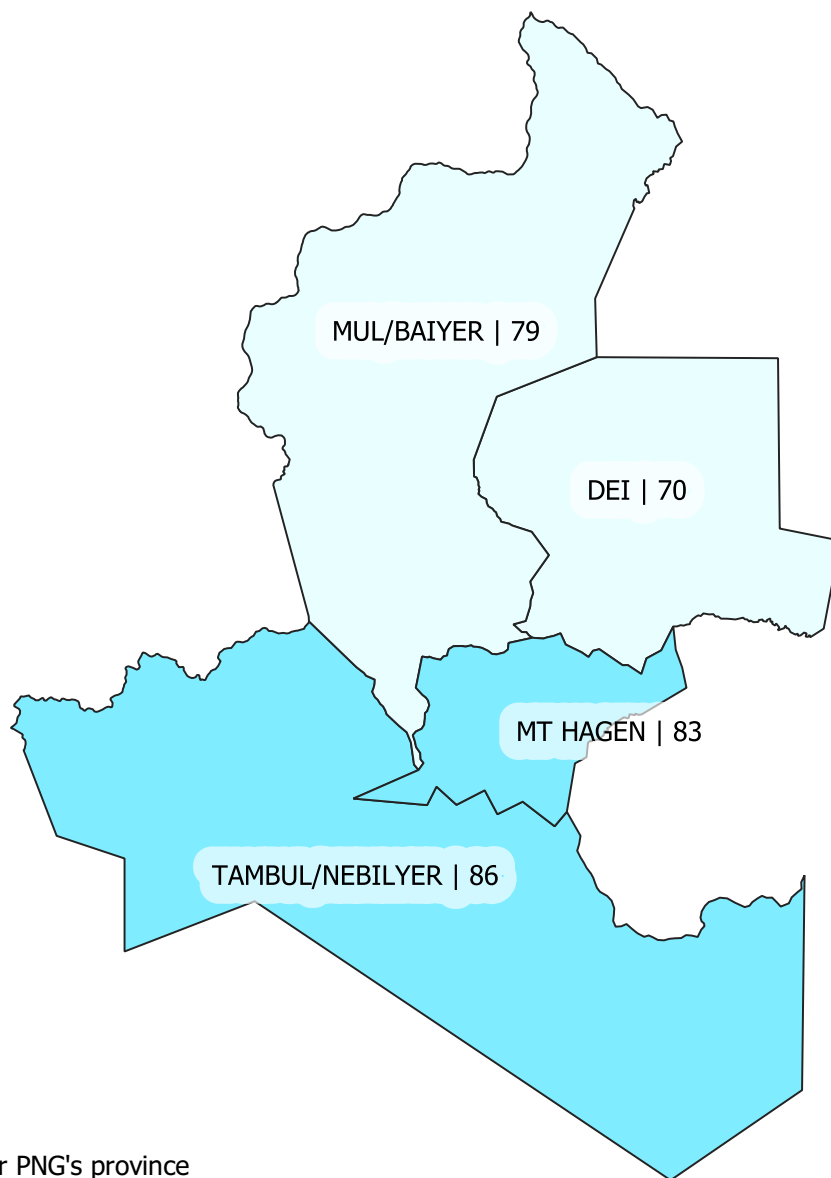 MUL/BAIYER | 79
DEI | 70
MT HAGEN | 83
TAMBUL/NEBILYER | 86
r PNG's province